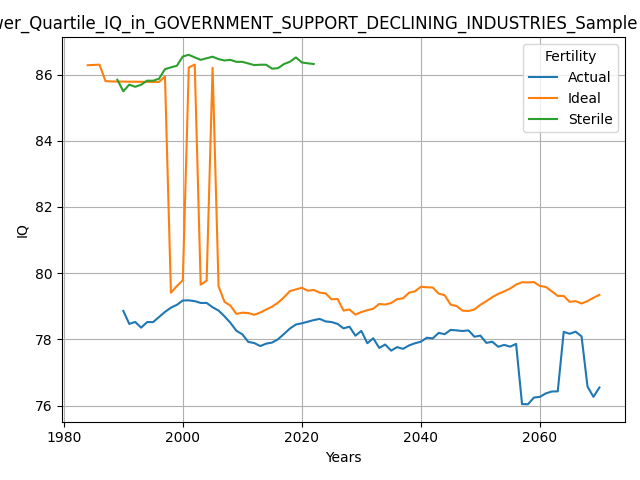 wer_Quartile_IQ_in_GOVERNMENT_SUPPORT_DECLINING_INDUSTRIES_Sample
Fertility
Actual
Ideal
Sterile
IQ
86
84
82
80
78
76
1980
2000
2020
2040
2060
Years